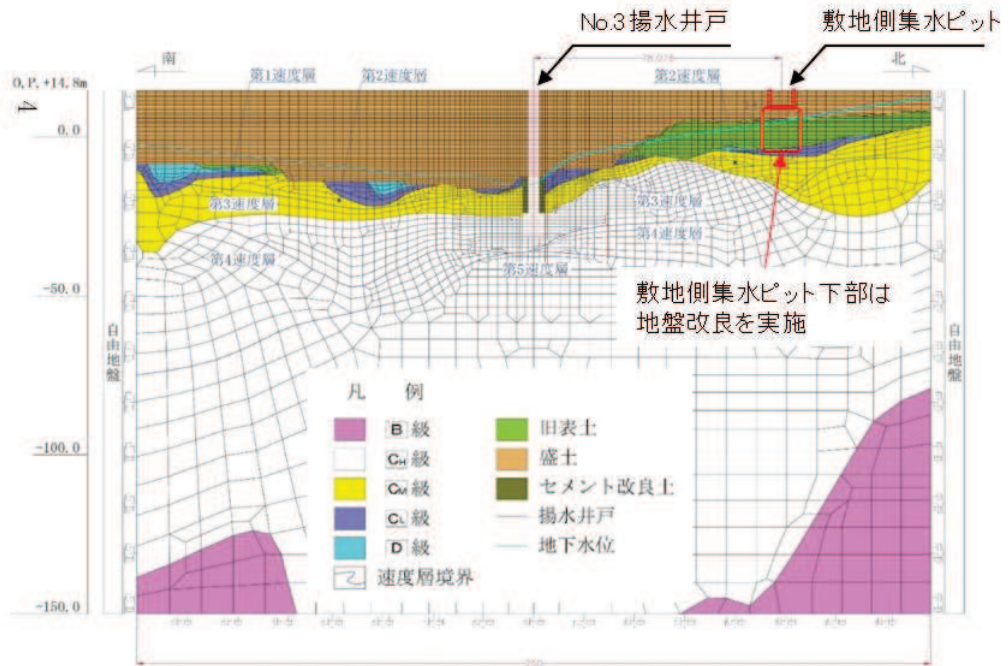 No.3揚水井戸
敷地側集水ピット
南
北
O.P.+14.8m
第1速度層
第2速度層
第2速度層
0.0
第3速度層
第3速度層
第4速度層
第4速度層
第5速度層
-50.0
敷地側集水ピット下部は
地盤改良を実施
自由地盤
自由地盤
凡 例
B級
旧表土
CH級
盛土
-100.0
CM級
セメント改良土
CL級
揚水井戸
D級
地下水位
速度層境界
-150.0
250